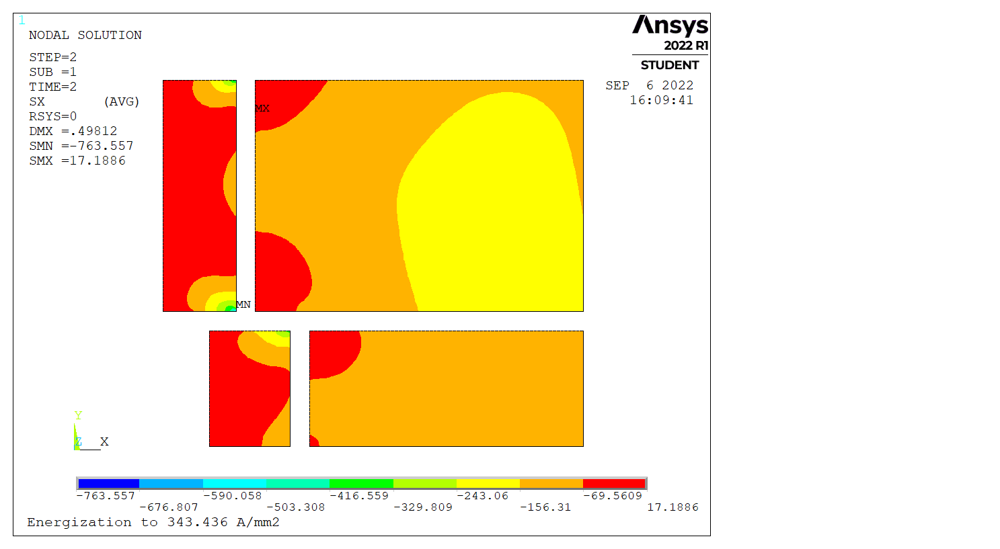 1
NODAL SOLUTION
STEP=2
SUB =1
TIME=2
SX (AVG)
RSYS=0
DMX =.49812
SMN =-763.557
SMX =17.1886
Ansys
2022 R1
STUDENT
SEP 6 2022
16:09:41
MX
MN
Y
Z X
-763.557 -590.058 -416.559 -243.06 -69.5609
-676.807 -503.308 -329.809 -156.31 17.1886
Energization to 343.436 A/mm2